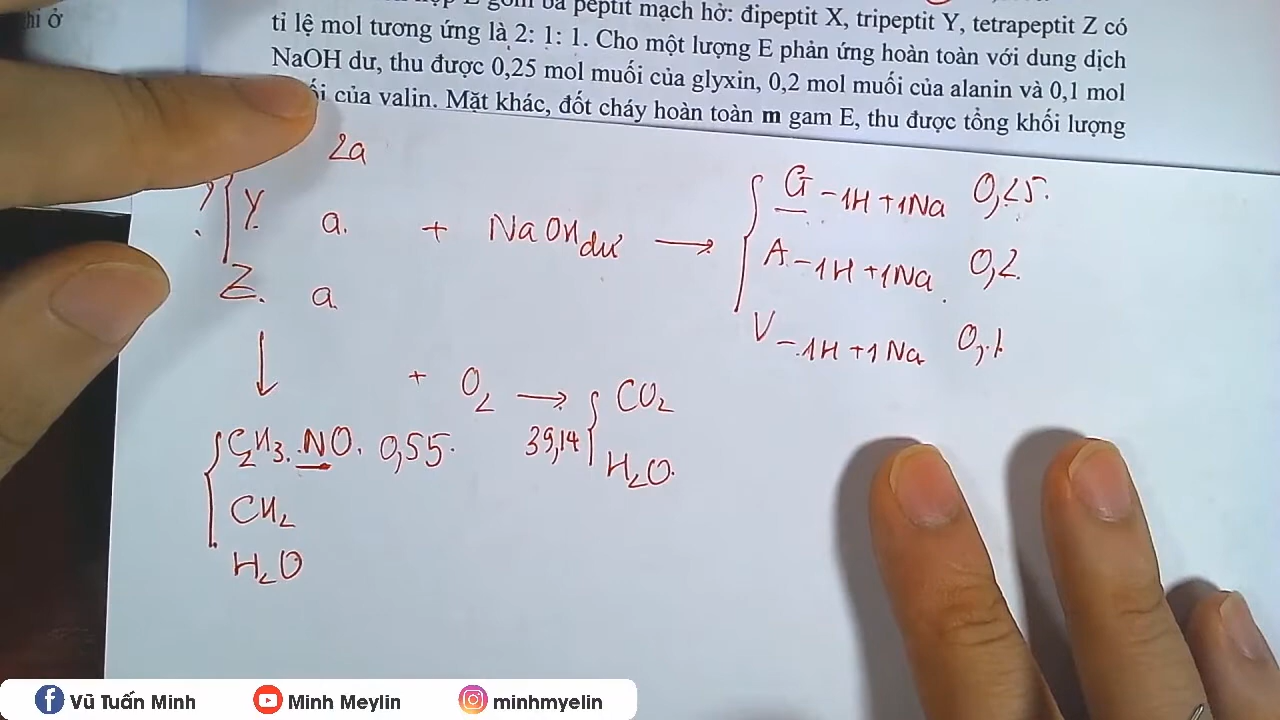 hi ở
gồm ba peptit mạch hở: đipeptit X, tripeptit Y, tetrapeptit Z có
tỉ lệ mol tương ứng là 2: 1: 1. Cho một lượng E phản ứng hoàn toàn với dung dịch
NaOH dư, thu được 0,25 mol muối của glyxin, 0,2 mol muối của alanin và 0,1 mol
của valin. Mặt khác, đốt cháy hoàn toàn m gam E, thu được tổng khối lượng
2a
Y. a. + NaOH dư → G -1H +1Na 0,25.
Z. a. A -1H +1Na 0,2
V -1H +1Na 0,1
+ O2 → CO2
C2H3.NO. 0,55. 39,14 H2O.
CH2
H2O
Vũ Tuấn Minh Minh Meylin minhmyelin